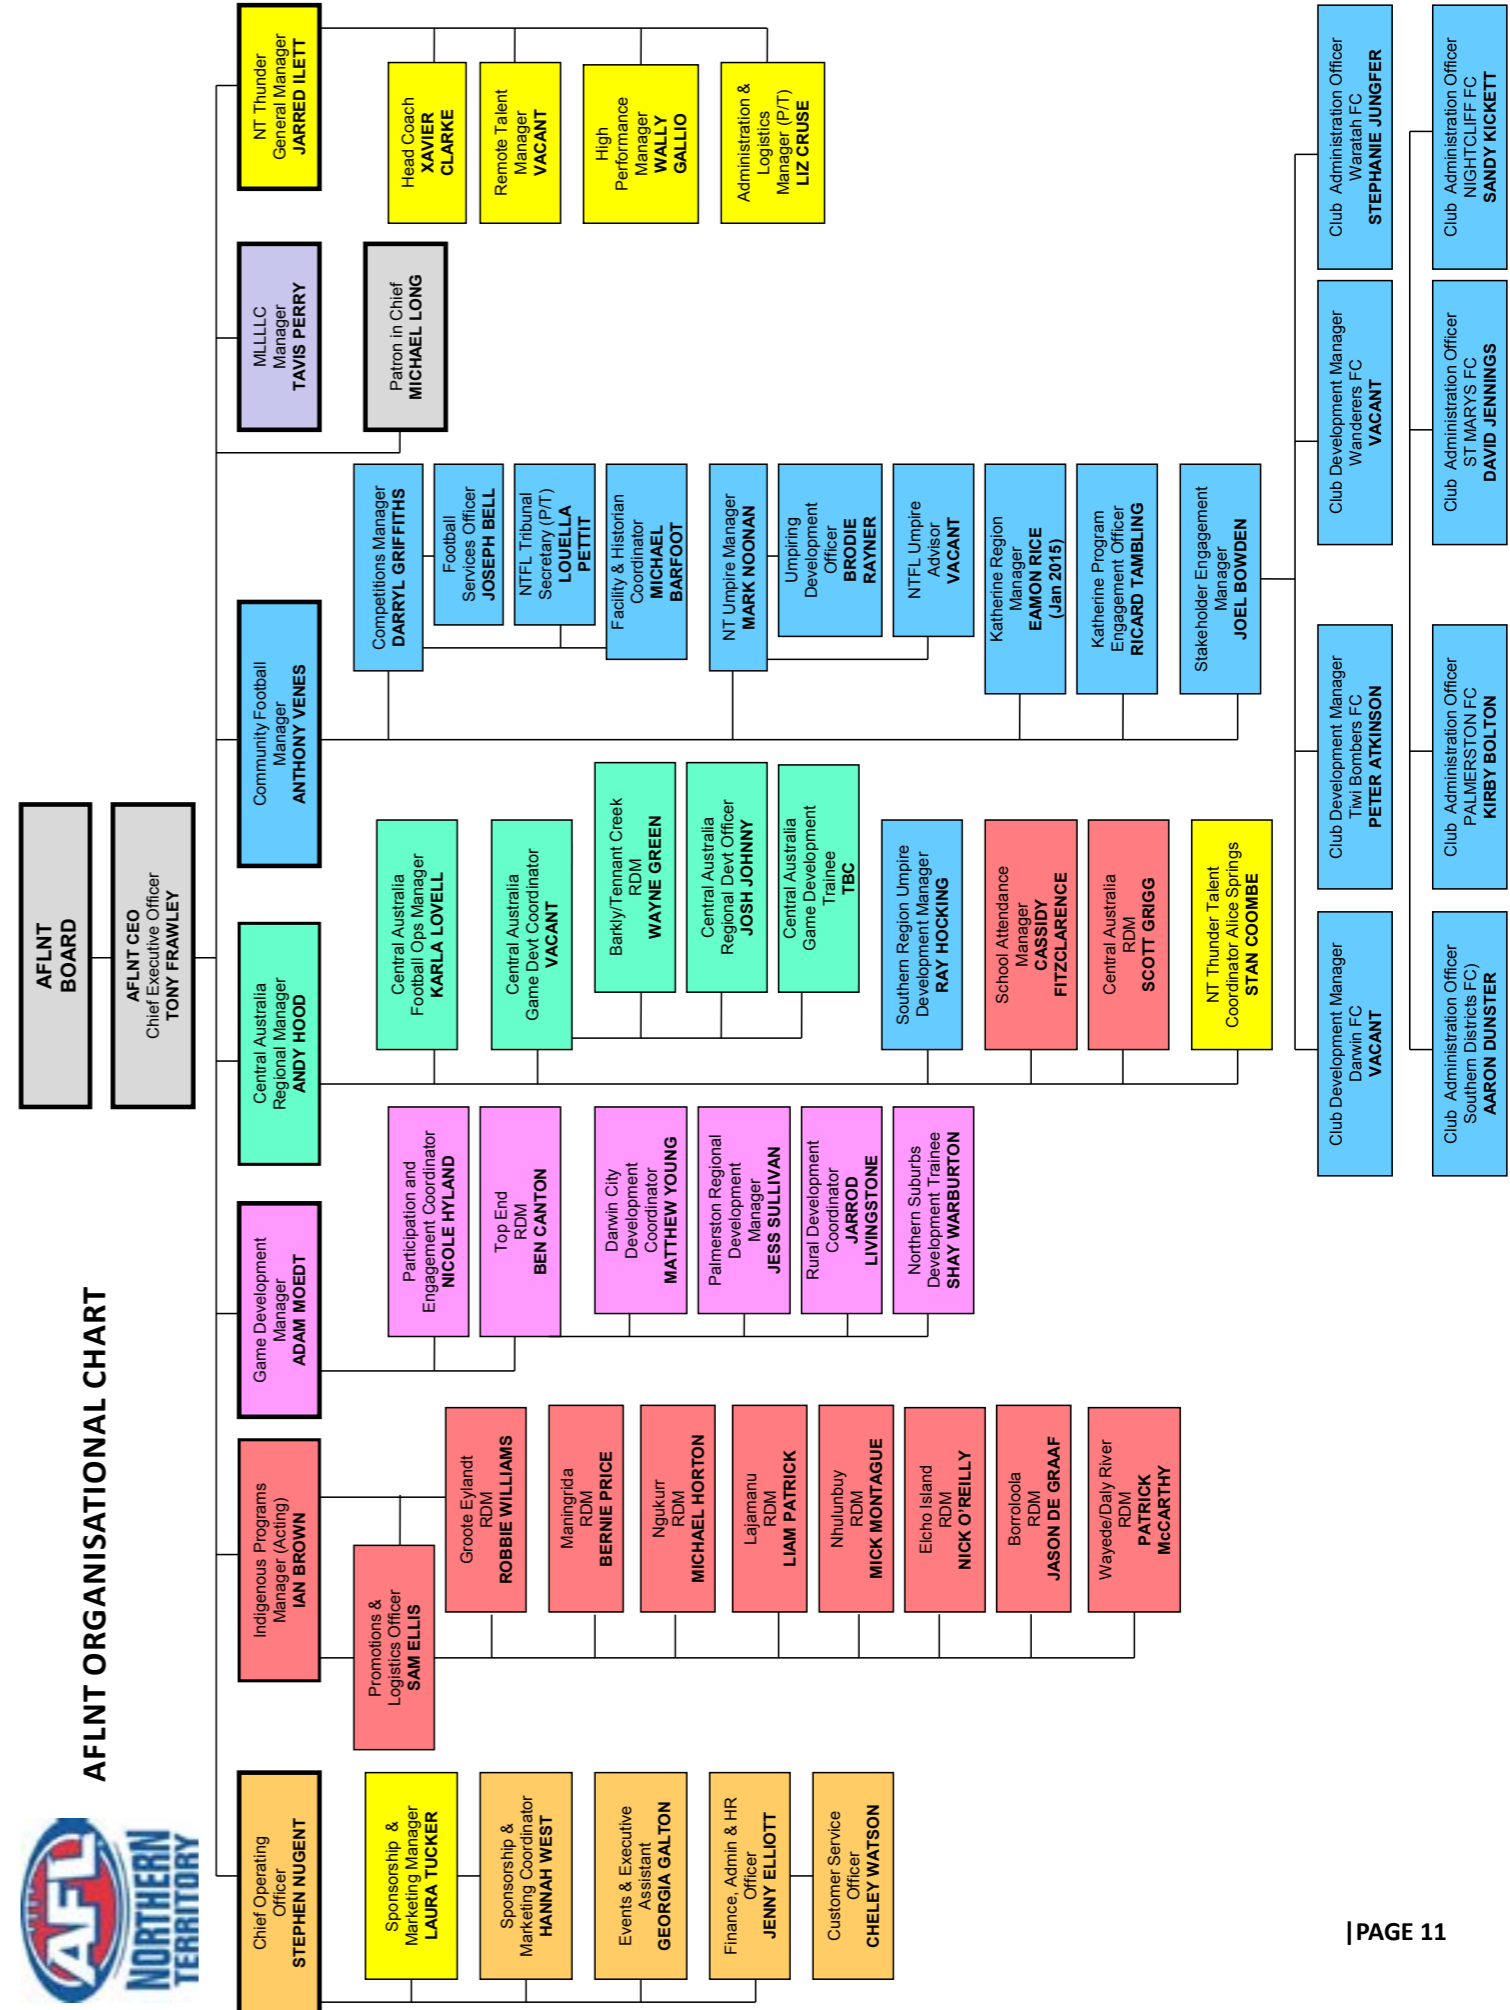 AFL
NORTHERN
TERRITORY
AFLNT ORGANISATIONAL CHART
AFLNT
BOARD
AFLNT CEO
Chief Executive Officer
TONY FRAWLEY
Chief Operating
Officer
STEPHEN NUGENT
Sponsorship &
Marketing Manager
LAURA TUCKER
Sponsorship &
Marketing Coordinator
HANNAH WEST
Events & Executive
Assistant
GEORGIA GALTON
Finance, Admin & HR
Officer
JENNY ELLIOTT
Customer Service
Officer
CHELEY WATSON
Indigenous Programs
Manager (Acting)
IAN BROWN
Promotions &
Logistics Officer
SAM ELLIS
Groote Eylandt
RDM
ROBBIE WILLIAMS
Maningrida
RDM
BERNIE PRICE
Ngukurr
RDM
MICHAEL HORTON
Lajamanu
RDM
LIAM PATRICK
Nhulunbuy
RDM
MICK MONTAGUE
Elcho Island
RDM
NICK O'REILLY
Borroloola
RDM
JASON DE GRAAF
Wayede/Daly River
RDM
PATRICK
McCARTHY
Game Development
Manager
ADAM MOEDT
Participation and
Engagement Coordinator
NICOLE HYLAND
Top End
RDM
BEN CANTON
Darwin City
Development
Coordinator
MATTHEW YOUNG
Palmerston Regional
Development
Manager
JESS SULLIVAN
Rural Development
Coordinator
JARROD
LIVINGSTONE
Northern Suburbs
Development Trainee
SHAY WARBURTON
Central Australia
Regional Manager
ANDY HOOD
Central Australia
Football Ops Manager
KARLA LOVELL
Central Australia
Game Devt Coordinator
VACANT
Barkly/Tennant Creek
RDM
WAYNE GREEN
Central Australia
Regional Devt Officer
JOSH JOHNNY
Central Australia
Game Development
Trainee
TBC
Southern Region Umpire
Development Manager
RAY HOCKING
School Attendance
Manager
CASSIDY
FITZCLARENCE
Central Australia
RDM
SCOTT GRIGG
NT Thunder Talent
Coordinator Alice Springs
STAN COOMBE
Community Football
Manager
ANTHONY VENES
Competitions Manager
DARRYL GRIFFITHS
Football
Services Officer
JOSEPH BELL
NTFL Tribunal
Secretary (P/T)
LOUELLA
PETTIT
Facility & Historian
Coordinator
MICHAEL
BARFOOT
NT Umpire Manager
MARK NOONAN
Umpiring
Development
Officer
BRODIE
RAYNER
NTFL Umpire
Advisor
VACANT
Katherine Region
Manager
EAMON RICE
(Jan 2015)
Katherine Program
Engagement Officer
RICARD TAMBLING
Stakeholder Engagement
Manager
JOEL BOWDEN
MLLLC
Manager
TAVIS PERRY
Patron in Chief
MICHAEL LONG
NT Thunder
General Manager
JARRED ILETT
Head Coach
XAVIER
CLARKE
Remote Talent
Manager
VACANT
High
Performance
Manager
WALLY
GALLIO
Administration &
Logistics
Manager (P/T)
LIZ CRUSE
Club Development Manager
Darwin FC
VACANT
Club Development Manager
Tiwi Bombers FC
PETER ATKINSON
Club Development Manager
Wanderers FC
VACANT
Club Administration Officer
Waratah FC
STEPHANIE JUNGFER
Club Administration Officer
Southern Districts FC)
AARON DUNSTER
Club Administration Officer
PALMERSTON FC
KIRBY BOLTON
Club Administration Officer
ST MARYS FC
DAVID JENNINGS
Club Administration Officer
NIGHTCLIFF FC
SANDY KICKETT
|PAGE 11